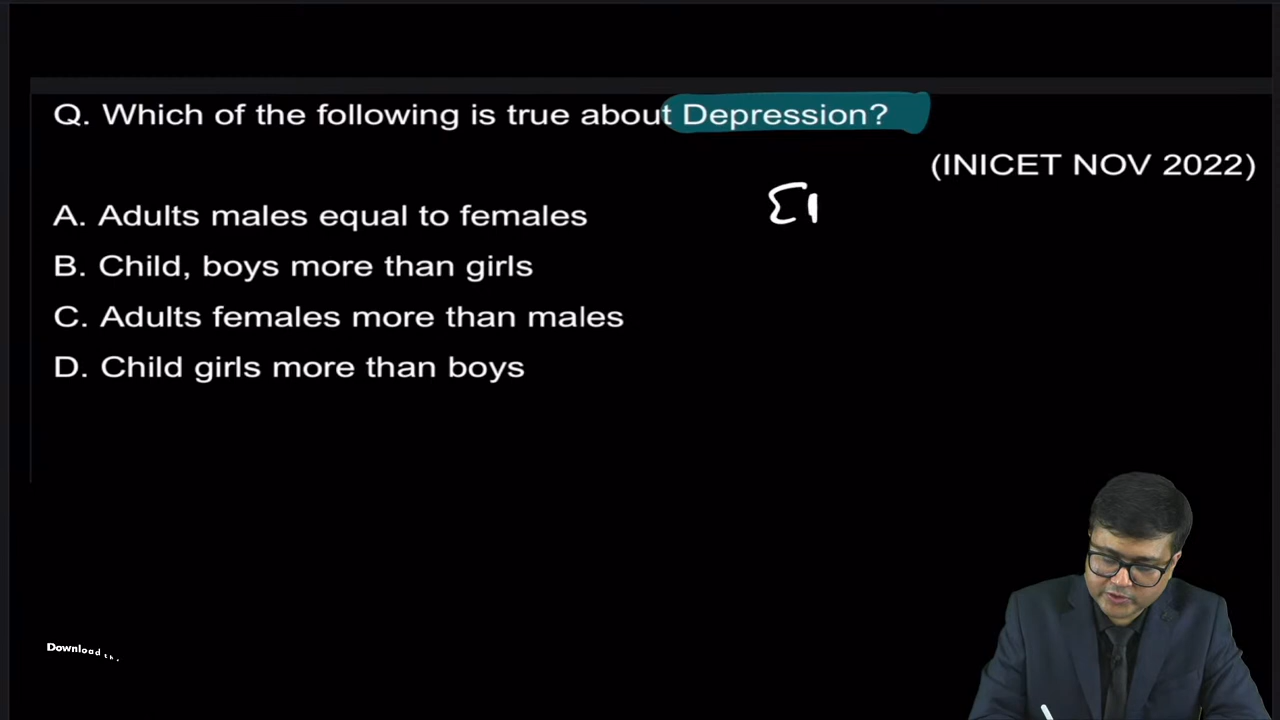 Q. Which of the following is true about Depression?
(INICET NOV 2022)
A. Adults males equal to females
B. Child, boys more than girls
C. Adults females more than males
D. Child girls more than boys
Download